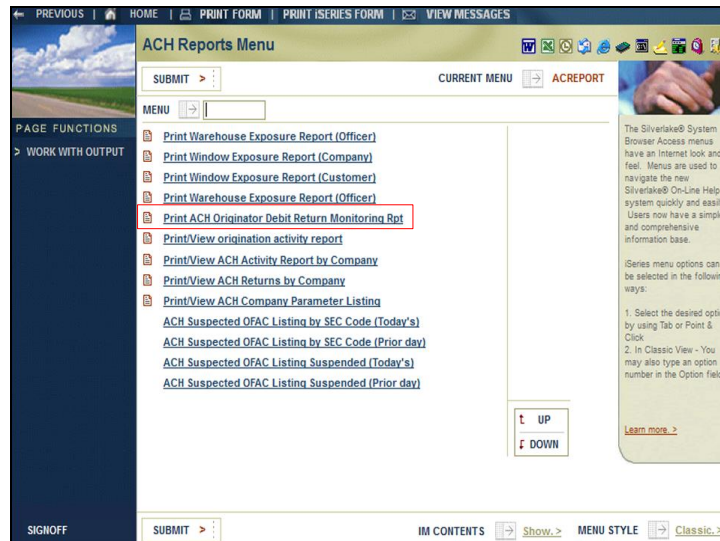 PREVIOUS | HOME | PRINT FORM | PRINT iSERIES FORM | VIEW MESSAGES
ACH Reports Menu
SUBMIT >
CURRENT MENU ACREPORT
MENU
PAGE FUNCTIONS
> WORK WITH OUTPUT
Print Warehouse Exposure Report (Officer)
Print Window Exposure Report (Company)
Print Window Exposure Report (Customer)
Print Warehouse Exposure Report (Officer)
Print ACH Originator Debit Return Monitoring Rpt
Print/View origination activity report
Print/View ACH Activity Report by Company
Print/View ACH Returns by Company
Print/View ACH Company Parameter Listing
ACH Suspected OFAC Listing by SEC Code (Today's)
ACH Suspected OFAC Listing by SEC Code (Prior day)
ACH Suspected OFAC Listing Suspended (Today's)
ACH Suspected OFAC Listing Suspended (Prior day)
UP
DOWN
The Silverlake® System
Browser Access menus
have an Internet look and
feel. Menus are used to
navigate the new
Silverlake® On-Line Help
system quickly and easil
Users now have a simpl
and comprehensive
information base.
iSeries menu options can
be selected in the followin
ways:
1. Select the desired opti
by using Tab or Point &
Click
2. In Classic View - You
may also type an option
number in the Option field
Learn more. >
SIGNOFF
SUBMIT >
IM CONTENTS Show. > MENU STYLE Classic. >